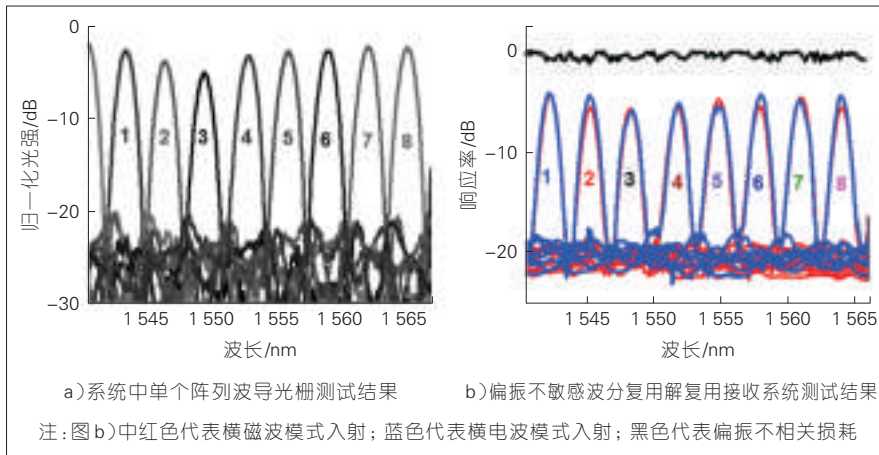 0
-10
-20
-30
归一化光强/dB
1 2 3 4 5 6 7 8
1 545 1 550 1 555 1 560 1 565
波长/nm
a)系统中单个阵列波导光栅测试结果
0
-10
-20
响应率/dB
1 2 3 4 5 6 7 8
1 545 1 550 1 555 1 560 1 565
波长/nm
b)偏振不敏感波分复用解复用接收系统测试结果
注:图b)中红色代表横磁波模式入射;蓝色代表横电波模式入射;黑色代表偏振不相关损耗